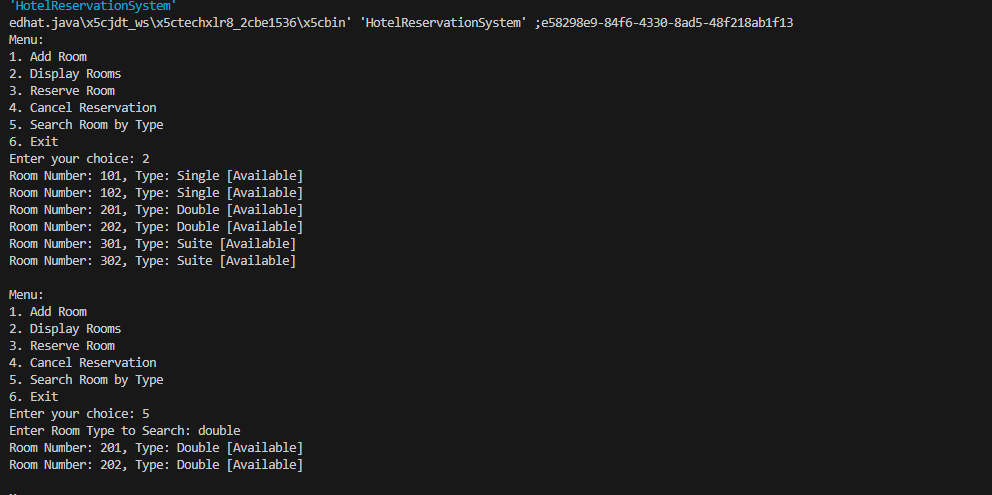 'HotelReservationSystem'
edhat.java\x5cjdt_ws\x5ctechxlr8_2cbe1536\x5cbin' 'HotelReservationSystem' ;e58298e9-84f6-4330-8ad5-48f218ab1f13
Menu:
1. Add Room
2. Display Rooms
3. Reserve Room
4. Cancel Reservation
5. Search Room by Type
6. Exit
Enter your choice: 2
Room Number: 101, Type: Single [Available]
Room Number: 102, Type: Single [Available]
Room Number: 201, Type: Double [Available]
Room Number: 202, Type: Double [Available]
Room Number: 301, Type: Suite [Available]
Room Number: 302, Type: Suite [Available]
Menu:
1. Add Room
2. Display Rooms
3. Reserve Room
4. Cancel Reservation
5. Search Room by Type
6. Exit
Enter your choice: 5
Enter Room Type to Search: double
Room Number: 201, Type: Double [Available]
Room Number: 202, Type: Double [Available]